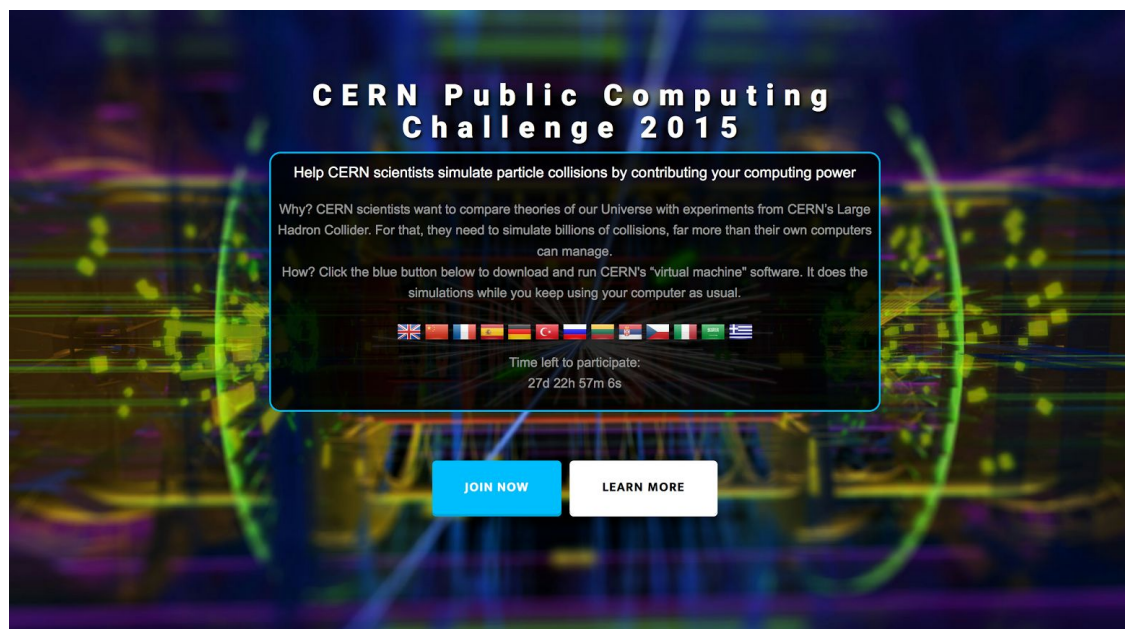 CERN Public Computing
Challenge 2015
Help CERN scientists simulate particle collisions by contributing your computing power
Why? CERN scientists want to compare theories of our Universe with experiments from CERN's Large
Hadron Collider. For that, they need to simulate billions of collisions, far more than their own computers
can manage.
How? Click the blue button below to download and run CERN's "virtual machine" software. It does the
simulations while you keep using your computer as usual.
Time left to participate:
27d 22h 57m 6s
JOIN NOW
LEARN MORE